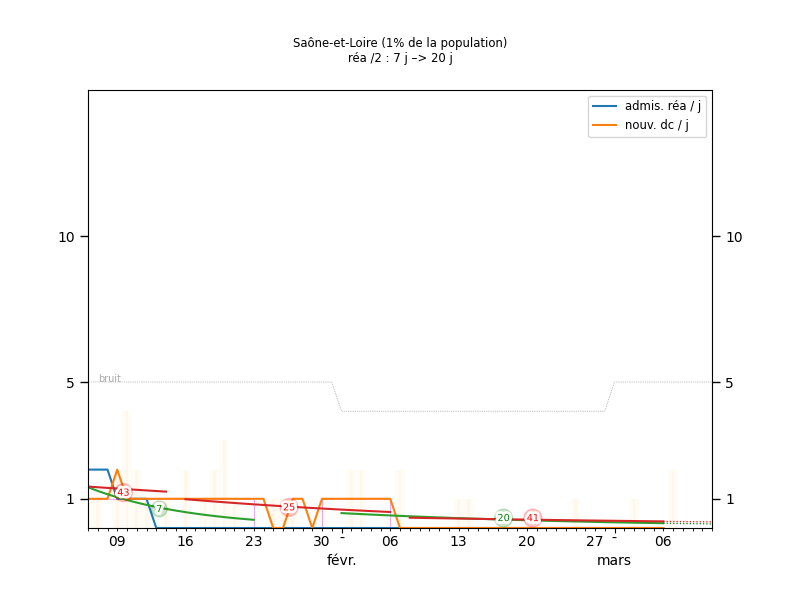 Saône-et-Loire (1% de la population)
réa /2 : 7 j –> 20 j
admis. réa / j
nouv. dc / j
10 10
bruit
5 5
43
7
25
20
41
1 1
09 16 23 30 - 06 13 20 27 - 06
févr. mars